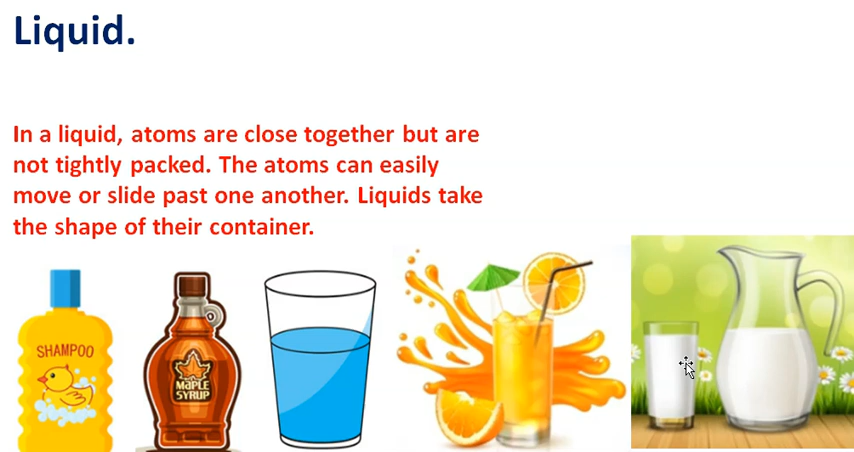 Liquid.
In a liquid, atoms are close together but are
not tightly packed. The atoms can easily
move or slide past one another. Liquids take
the shape of their container.
SHAMPOO
MAPLE
SYRUP